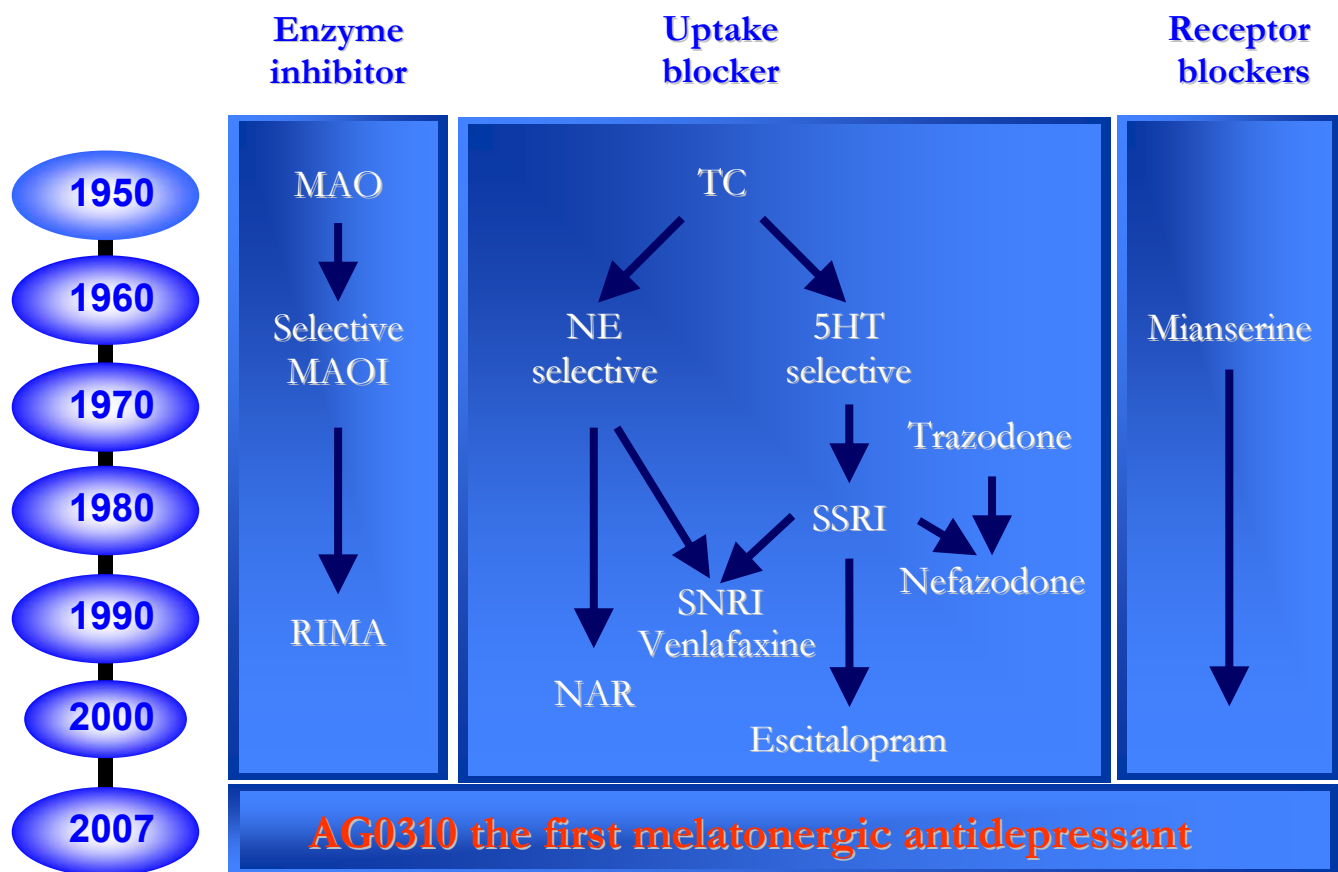 Enzyme
inhibitor
Uptake
blocker
Receptor
blockers
1950
MAO
TC
1960
Selective
MAOI
NE
selective
5HT
selective
Mianserine
1970
Trazodone
1980
SSRI
Nefazodone
1990
RIMA
SNRI
Venlafaxine
NAR
2000
Escitalopram
2007
AG0310 the first melatonergic antidepressant